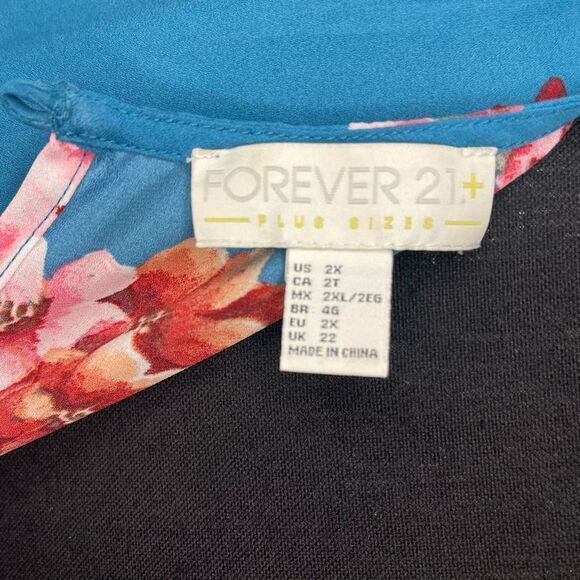 FOREVER 21.+
PLUS SIZES
US 2X
CA 2T
MX 2XL/2EG
BR 4G
EU 2X
UK 22
MADE IN CHINA